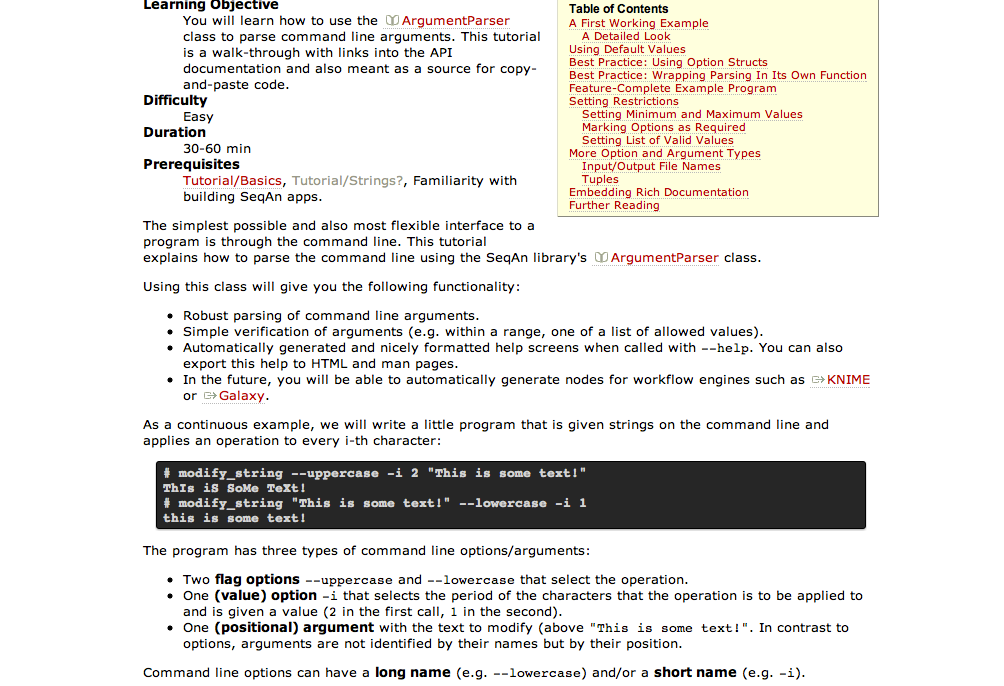 Learning Objective
You will learn how to use the ArgumentParser
class to parse command line arguments. This tutorial
is a walk-through with links into the API
documentation and also meant as a source for copy-
and-paste code.
Difficulty
Easy
Duration
30-60 min
Prerequisites
Tutorial/Basics, Tutorial/Strings?, Familiarity with
building SeqAn apps.
Table of Contents
A First Working Example
A Detailed Look
Using Default Values
Best Practice: Using Option Structs
Best Practice: Wrapping Parsing In Its Own Function
Feature-Complete Example Program
Setting Restrictions
Setting Minimum and Maximum Values
Marking Options as Required
Setting List of Valid Values
More Option and Argument Types
Input/Output File Names
Tuples
Embedding Rich Documentation
Further Reading
The simplest possible and also most flexible interface to a
program is through the command line. This tutorial
explains how to parse the command line using the SeqAn library's ArgumentParser class.
Using this class will give you the following functionality:
• Robust parsing of command line arguments.
• Simple verification of arguments (e.g. within a range, one of a list of allowed values).
• Automatically generated and nicely formatted help screens when called with --help. You can also
export this help to HTML and man pages.
• In the future, you will be able to automatically generate nodes for workflow engines such as KNIME
or Galaxy.
As a continuous example, we will write a little program that is given strings on the command line and
applies an operation to every i-th character:
# modify_string --uppercase -i 2 "This is some text!"
ThIs iS SoMe TeXt!
# modify_string "This is some text!" --lowercase -i 1
this is some text!
The program has three types of command line options/arguments:
• Two flag options --uppercase and --lowercase that select the operation.
• One (value) option -i that selects the period of the characters that the operation is to be applied to
and is given a value (2 in the first call, 1 in the second).
• One (positional) argument with the text to modify (above "This is some text!". In contrast to
options, arguments are not identified by their names but by their position.
Command line options can have a long name (e.g. --lowercase) and/or a short name (e.g. -i).